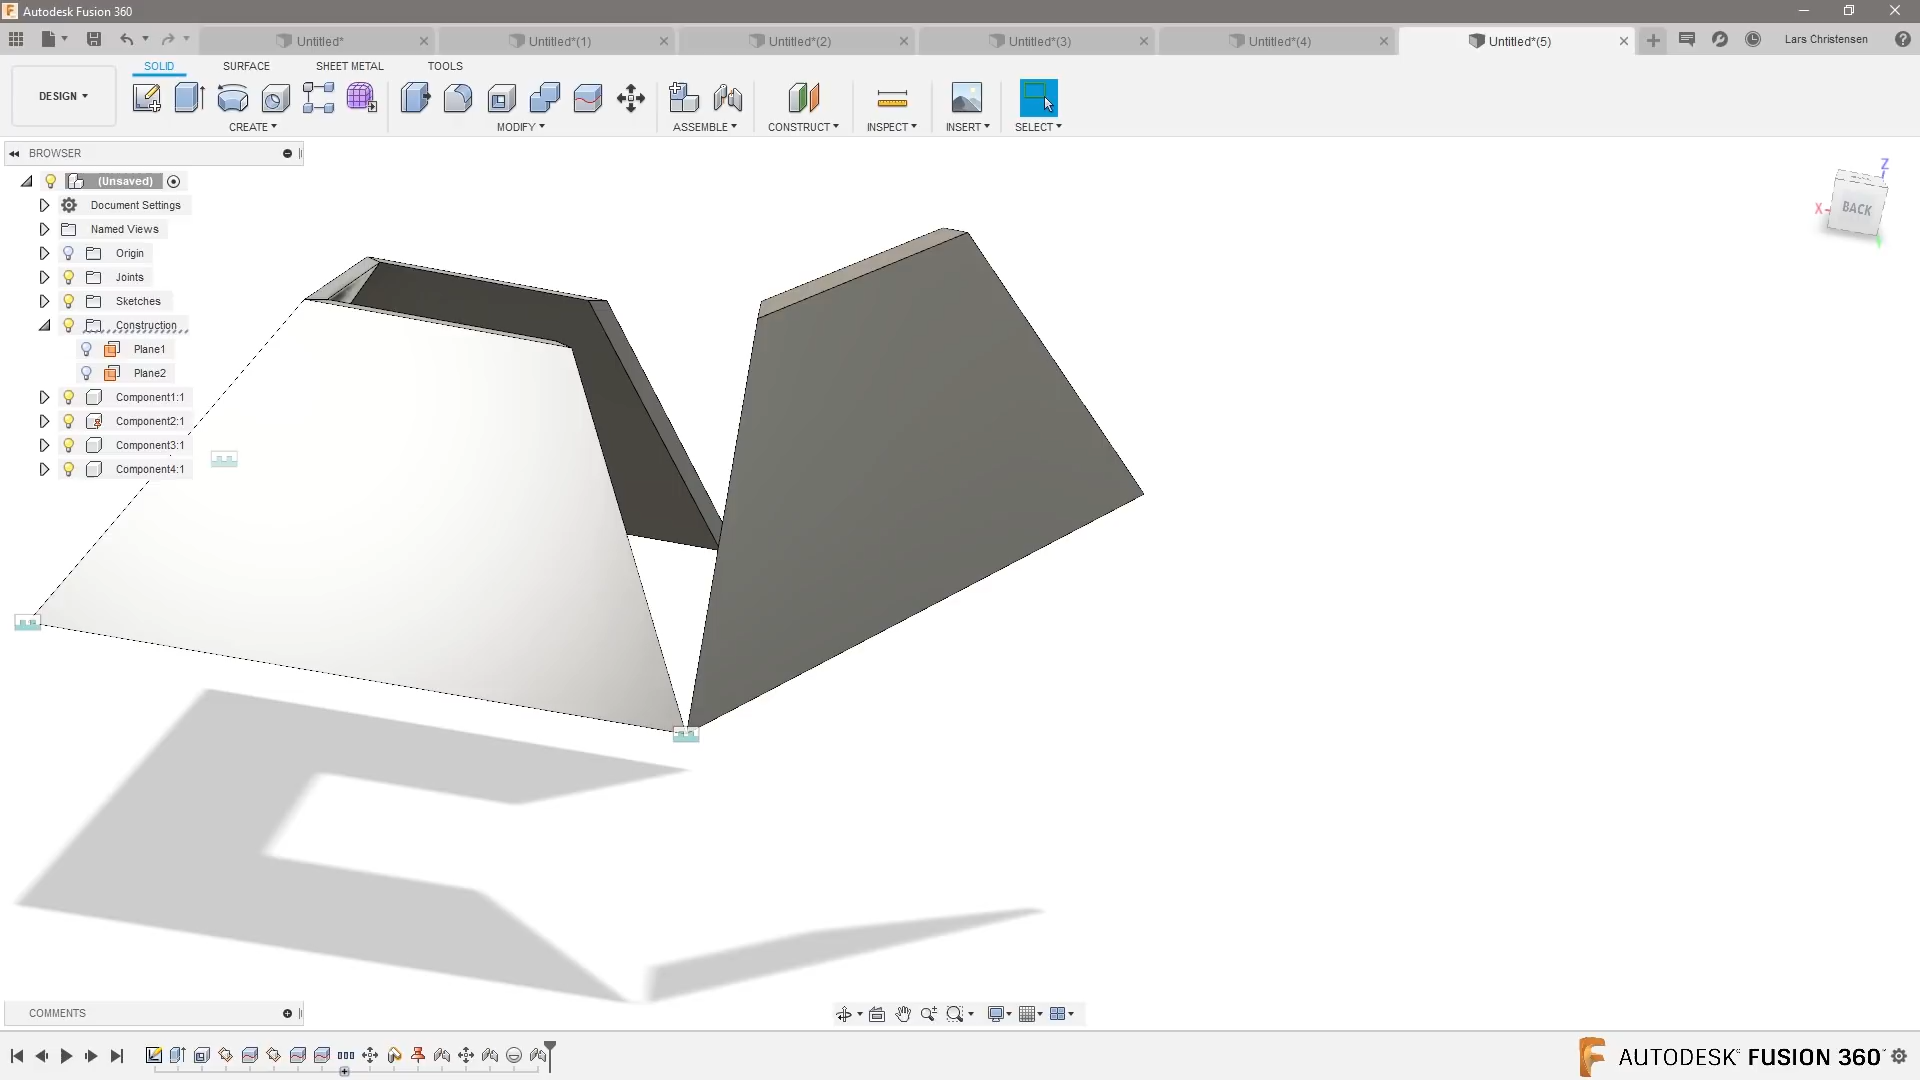 Autodesk Fusion 360
Untitled*
Untitled*(1)
Untitled*(2)
Untitled*(3)
Untitled*(4)
Untitled*(5)
Lars Christensen
DESIGN
SOLID
SURFACE
SHEET METAL
TOOLS
CREATE
MODIFY
ASSEMBLE
CONSTRUCT
INSPECT
INSERT
SELECT
BROWSER
(Unsaved)
Document Settings
Named Views
Origin
Joints
Sketches
Construction
Plane1
Plane2
Component1:1
Component2:1
Component3:1
Component4:1
Z
X
BACK
COMMENTS
AUTODESK FUSION 360